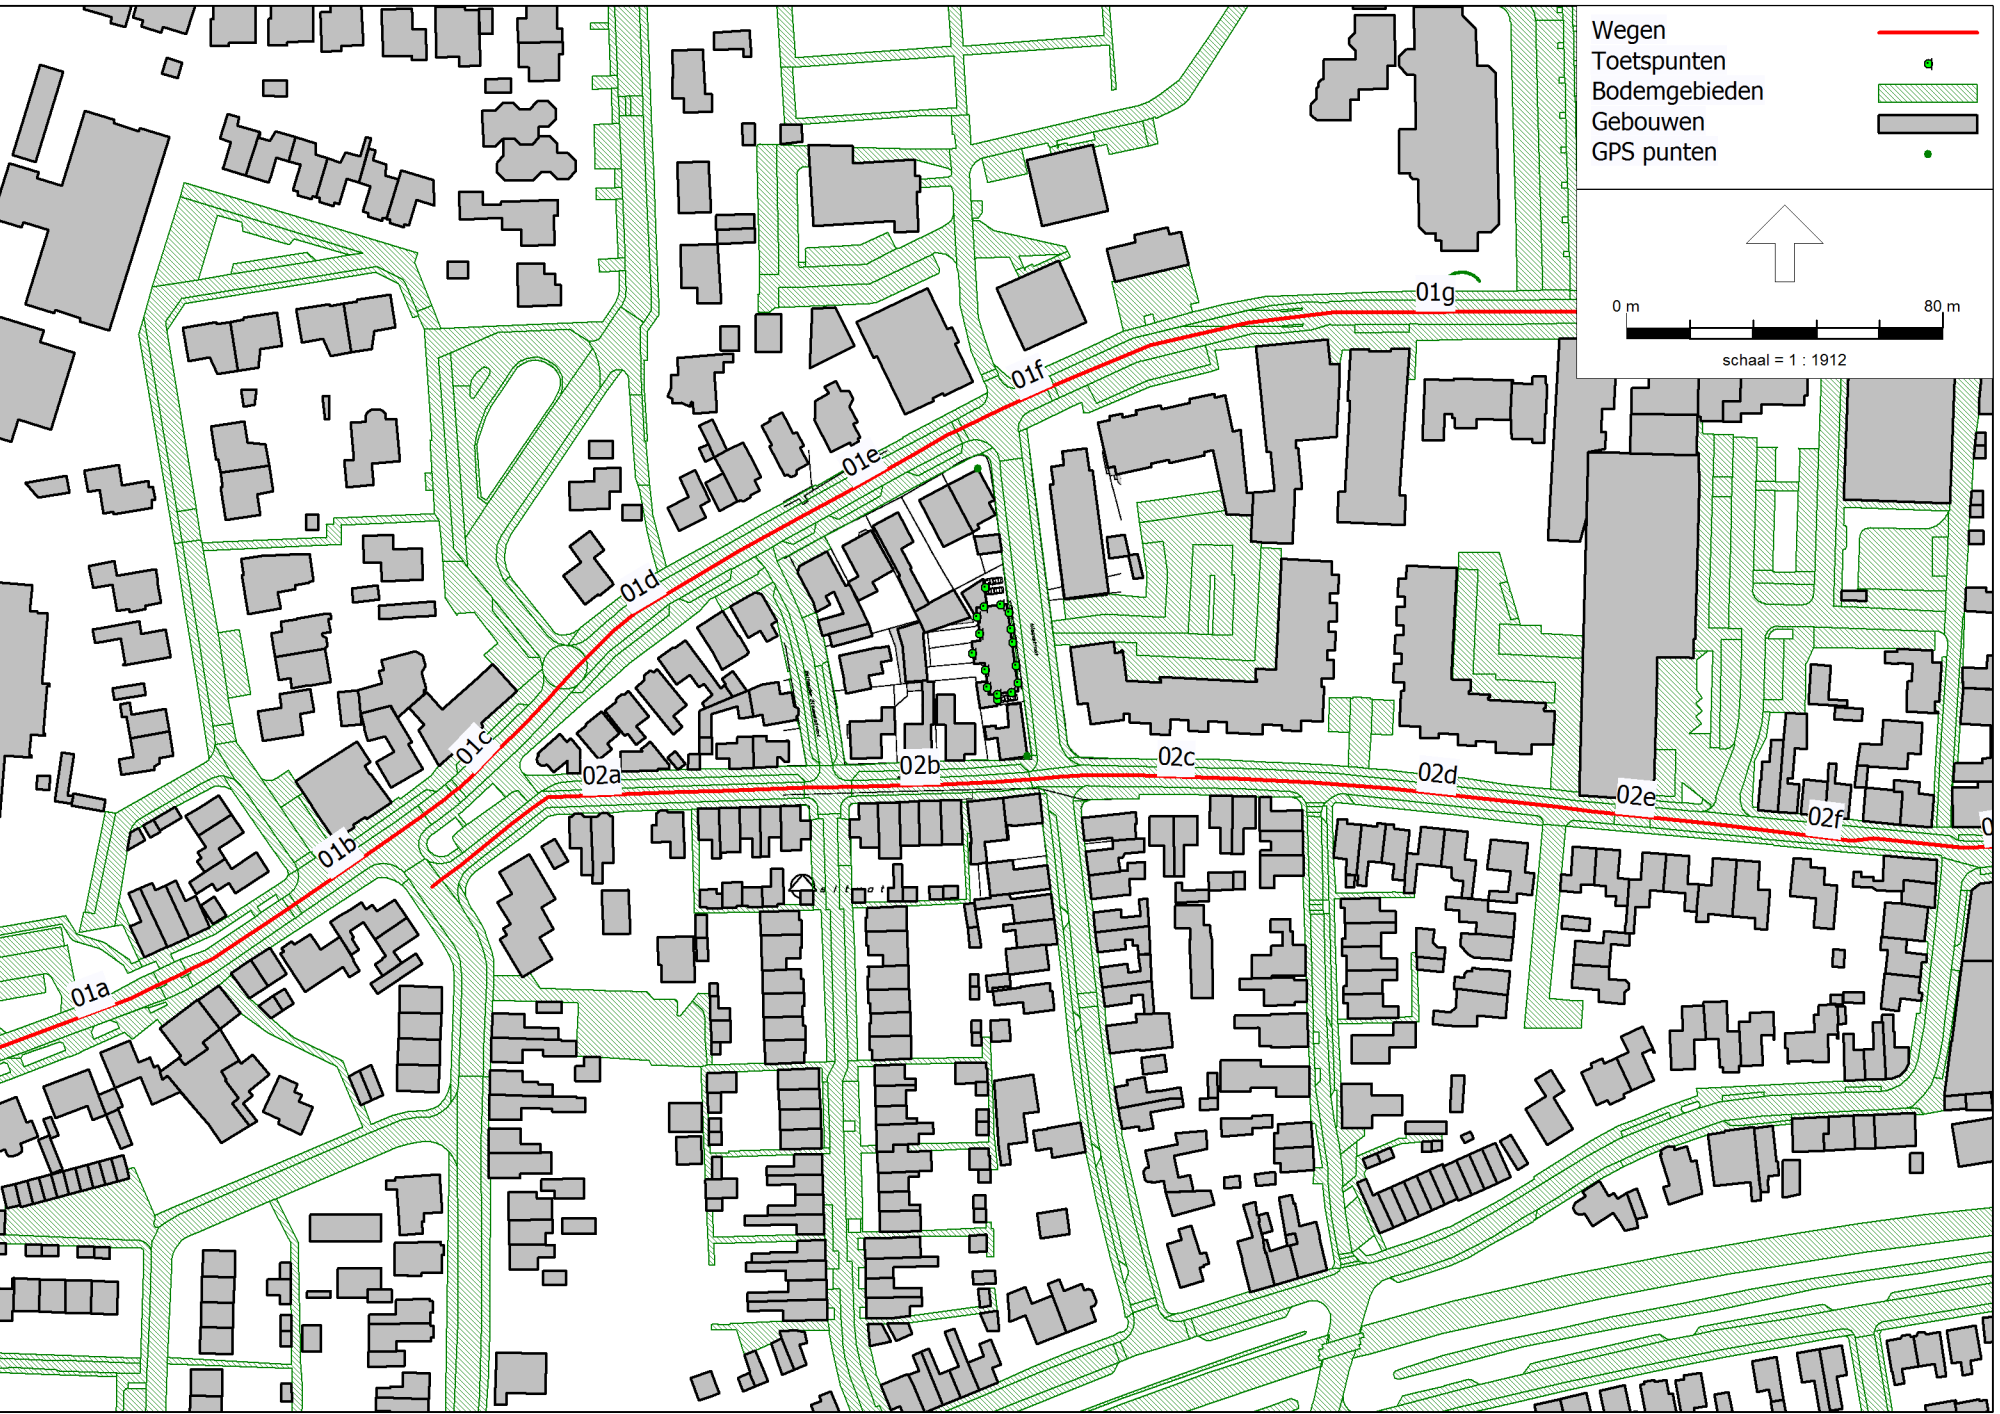 Wegen
Toetspunten
Bodemgebieden
Gebouwen
GPS punten
0 m 80 m
schaal = 1 : 1912
01g
01f
01e
01d
01c
01b
01a
02a
02b
02c
02d
02e
02f
0